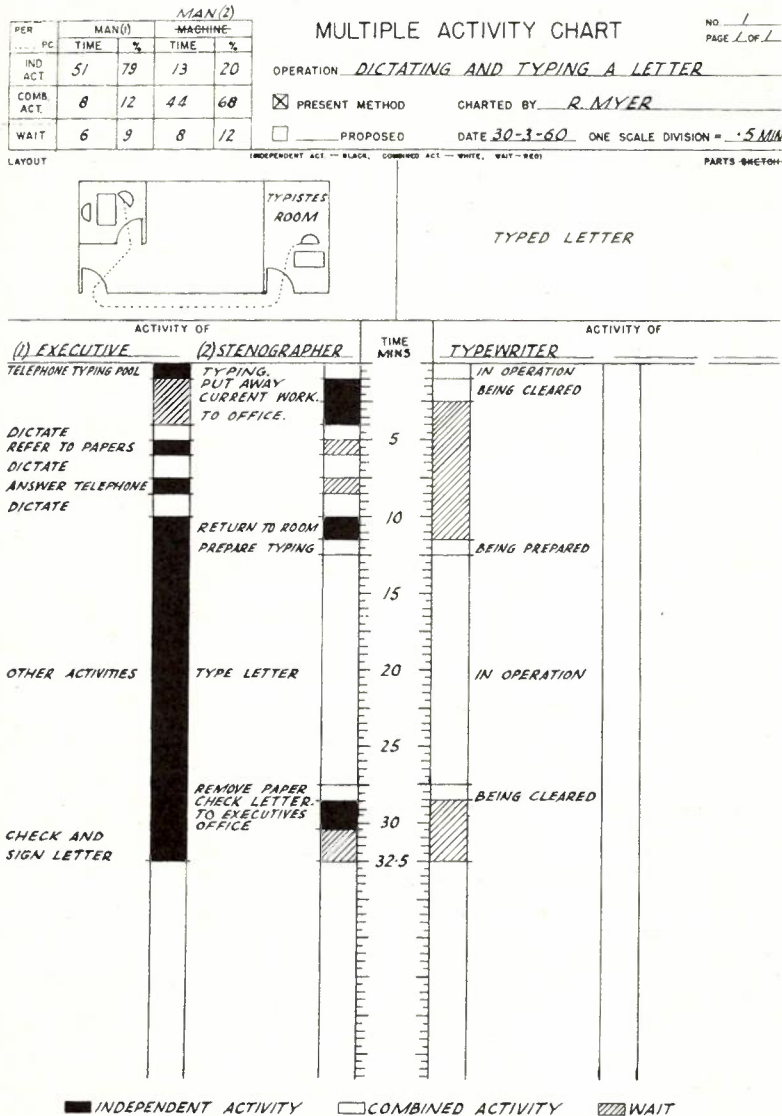 MAN(2)
PER MAN(1) MACHINE
PC TIME % TIME %
IND ACT 51 79 13 20
COMB. ACT. 8 12 44 68
WAIT 6 9 8 12
MULTIPLE ACTIVITY CHART
NO 1
PAGE 1 OF 1
OPERATION DICTATING AND TYPING A LETTER
PRESENT METHOD CHARTED BY R. MYER
PROPOSED DATE 30-3-60 ONE SCALE DIVISION = ·5 MIN
LAYOUT (INDEPENDENT ACT. — BLACK, COMBINED ACT — WHITE, WAIT — RED) PARTS SKETCH
TYPISTES
ROOM
TYPED LETTER
ACTIVITY OF TIME MINS ACTIVITY OF
(1) EXECUTIVE (2) STENOGRAPHER TYPEWRITER
TELEPHONE TYPING POOL TYPING. IN OPERATION
PUT AWAY BEING CLEARED
CURRENT WORK.
TO OFFICE.
DICTATE
REFER TO PAPERS 5
DICTATE
ANSWER TELEPHONE
DICTATE 10
RETURN TO ROOM
PREPARE TYPING BEING PREPARED
15
OTHER ACTIVITIES TYPE LETTER 20 IN OPERATION
25
REMOVE PAPER BEING CLEARED
CHECK LETTER.
TO EXECUTIVES
OFFICE 30
CHECK AND
SIGN LETTER 32·5
INDEPENDENT ACTIVITY COMBINED ACTIVITY WAIT